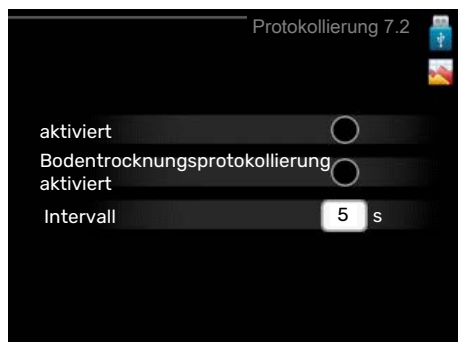 Protokollierung 7.2
aktiviert
Bodentrocknungsprotokollierung
aktiviert
Intervall 5 s